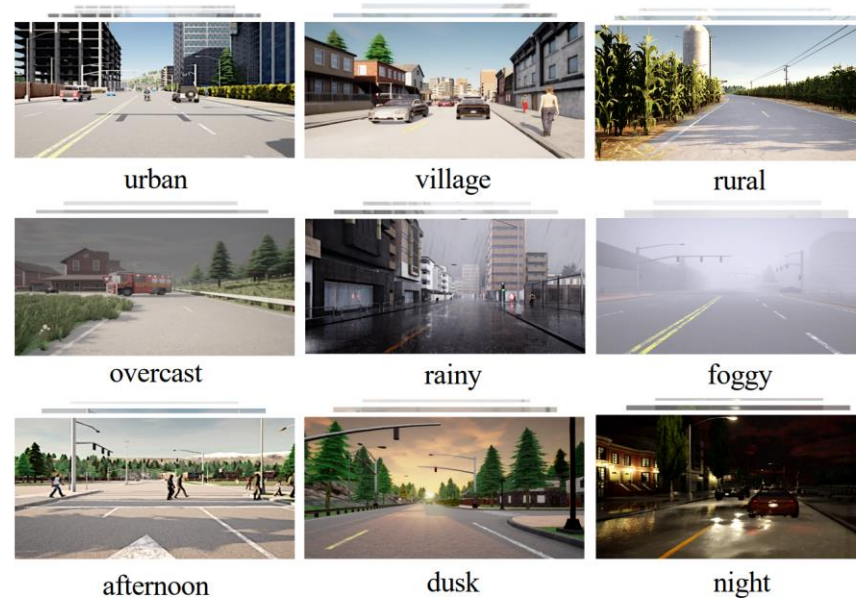 urban
village
rural
overcast
rainy
foggy
afternoon
dusk
night